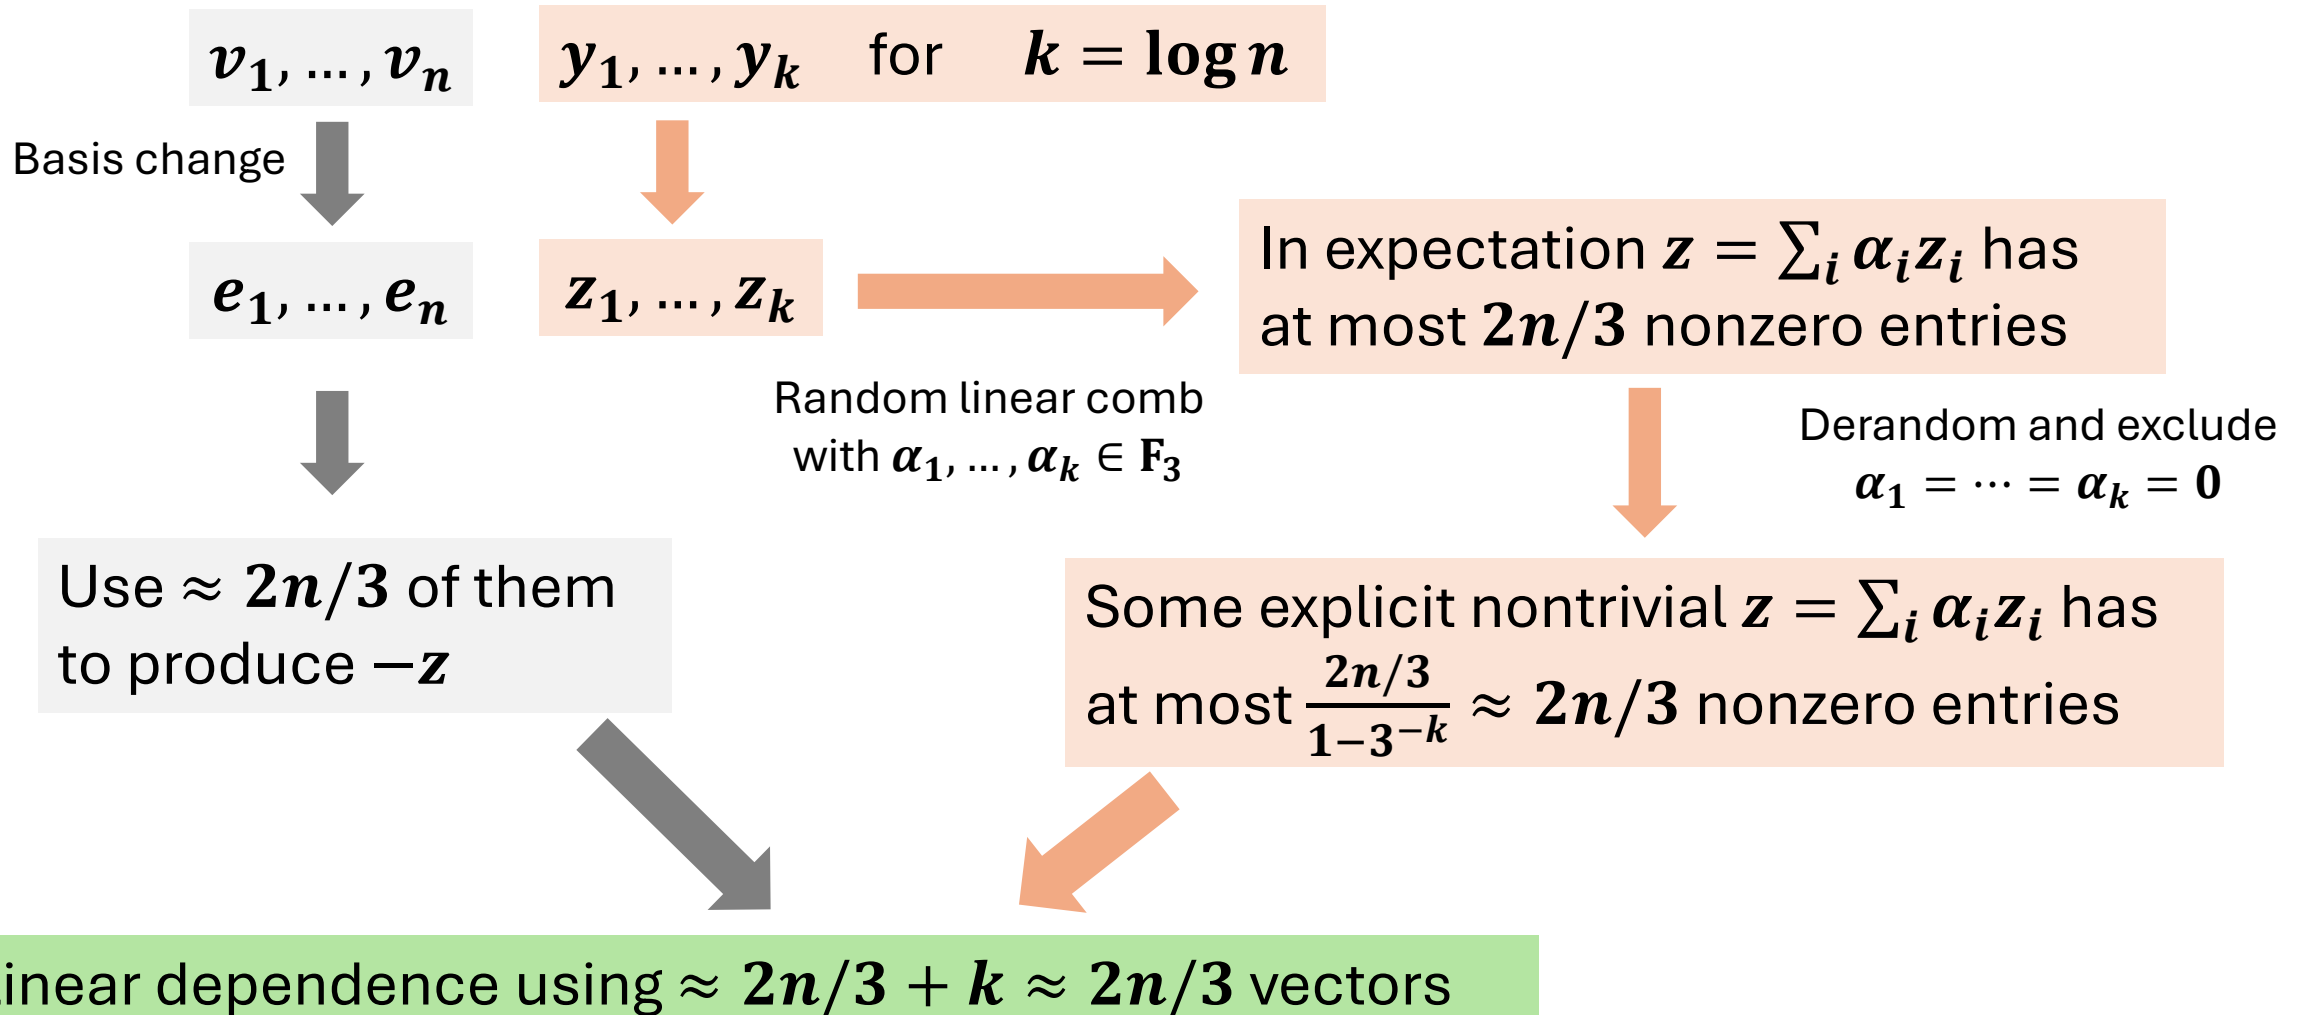 v₁, …, vₙ
y₁, …, yₖ for k = log n
Basis change
e₁, …, eₙ
z₁, …, zₖ
In expectation z = ∑ᵢ αᵢzᵢ has
at most 2n/3 nonzero entries
Random linear comb
with α₁, …, αₖ ∈ F₃
Derandom and exclude
α₁ = ⋯ = αₖ = 0
Use ≈ 2n/3 of them
to produce −z
Some explicit nontrivial z = ∑ᵢ αᵢzᵢ has
at most (2n/3)/(1−3⁻ᵏ) ≈ 2n/3 nonzero entries
inear dependence using ≈ 2n/3 + k ≈ 2n/3 vectors